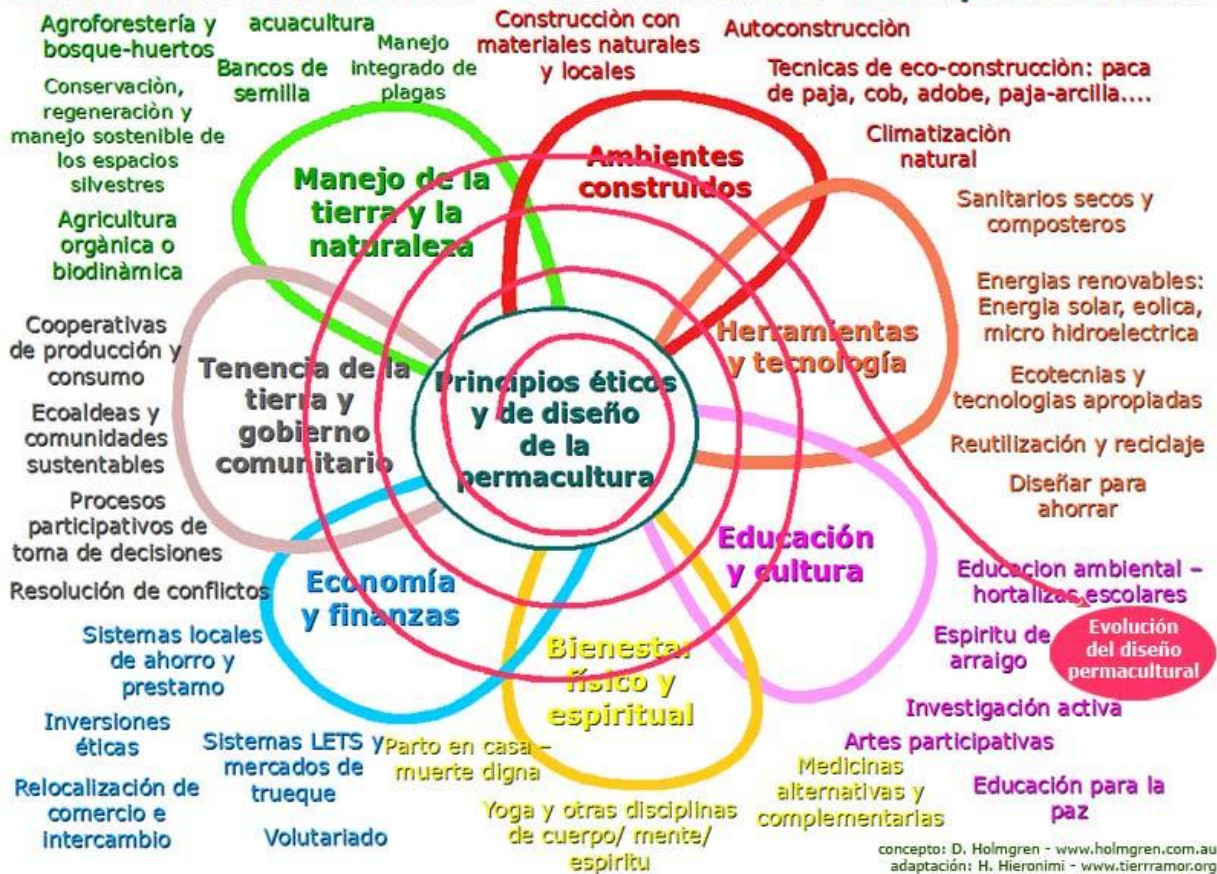 Agroforesterìa y
bosque-huertos
acuacultura
Bancos de
semilla
Manejo
integrado de
plagas
Conservaciòn,
regeneraciòn y
manejo sostenible de
los espacios
silvestres
Agricultura
orgànica o
biodinàmica
Manejo de la
tierra y la
naturaleza
Construcciòn con
materiales naturales
y locales
Autoconstrucciòn
Tecnicas de eco-construcciòn: paca
de paja, cob, adobe, paja-arcilla....
Climatizaciòn
natural
Ambientes
construidos
Sanitarios secos y
composteros
Energias renovables:
Energia solar, eolica,
micro hidroelectrica
Ecotecnias y
tecnologias apropiadas
Reutilización y reciclaje
Diseñar para
ahorrar
Herramientas
y tecnología
Cooperativas
de producción y
consumo
Ecoaldeas y
comunidades
sustentables
Procesos
participativos de
toma de decisiones
Resolución de conflictos
Tenencia de la
tierra y
gobierno
comunitario
Principios éticos
y de diseño
de la
permacultura
Educación
y cultura
Educacion ambiental –
hortalizas escolares
Espiritu de
arraigo
Evolución
del diseño
permacultural
Investigación activa
Artes participativas
Educación para la
paz
Economía
y finanzas
Sistemas locales
de ahorro y
prestamo
Inversiones
éticas
Sistemas LETS y
mercados de
trueque
Relocalización de
comercio e
intercambio
Volutariado
Bienestar
físico y
espiritual
Parto en casa –
muerte digna
Yoga y otras disciplinas
de cuerpo/ mente/
espiritu
Medicinas
alternativas y
complementarias
concepto: D. Holmgren - www.holmgren.com.au
adaptación: H. Hieronimi - www.tierrramor.org